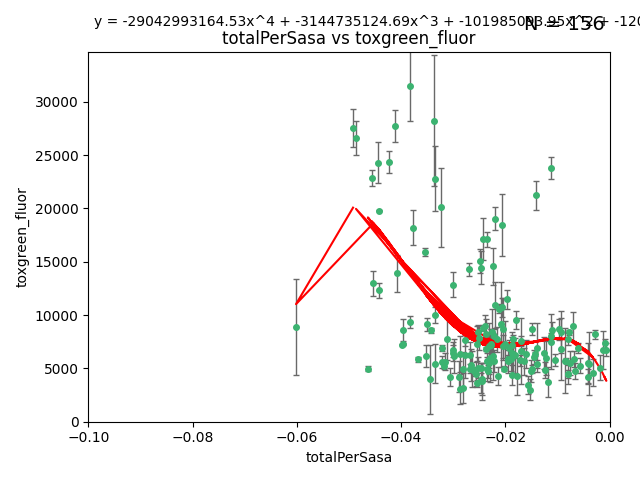 y = -29042993164.53x^4 + -3144735124.69x^3 + -101985093.95x^2 + -120
N = 156
totalPerSasa vs toxgreen_fluor
30000
25000
20000
15000
10000
5000
0
toxgreen_fluor
−0.10 −0.08 −0.06 −0.04 −0.02 0.00
totalPerSasa